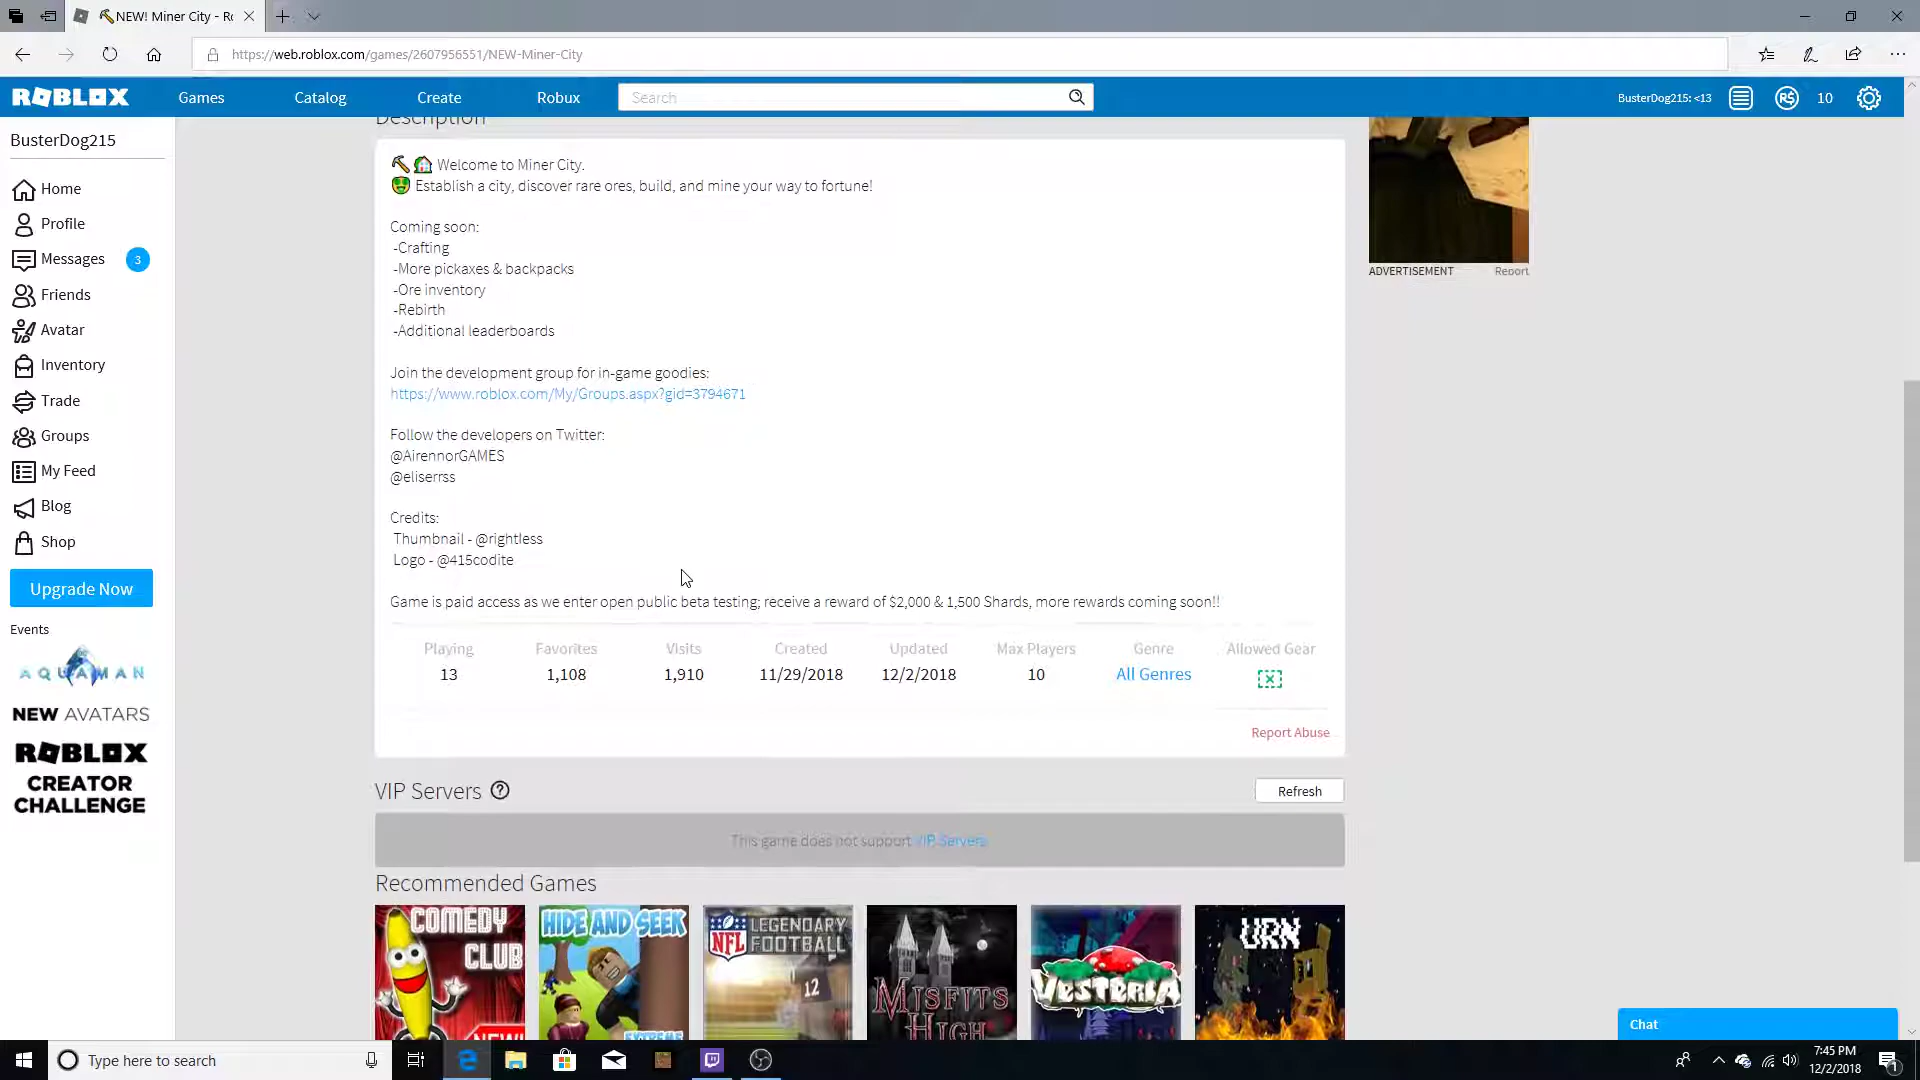 NEW! Miner City - Ro
https://web.roblox.com/games/2607956551/NEW-Miner-City
ROBLOX
Games
Catalog
Create
Robux
Search
BusterDog215: <13
10
BusterDog215
Home
Profile
Messages
3
Friends
Avatar
Inventory
Trade
Groups
My Feed
Blog
Shop
Upgrade Now
Events
AQUAMAN
NEW AVATARS
ROBLOX
CREATOR
CHALLENGE
Description
Welcome to Miner City.
Establish a city, discover rare ores, build, and mine your way to fortune!
Coming soon:
-Crafting
-More pickaxes & backpacks
-Ore inventory
-Rebirth
-Additional leaderboards
Join the development group for in-game goodies:
https://www.roblox.com/My/Groups.aspx?gid=3794671
Follow the developers on Twitter:
@AirennorGAMES
@eliserrss
Credits:
Thumbnail - @rightless
Logo - @415codite
Game is paid access as we enter open public beta testing; receive a reward of $2,000 & 1,500 Shards, more rewards coming soon!!
Playing Favorites Visits Created Updated Max Players Genre Allowed Gear
13 1,108 1,910 11/29/2018 12/2/2018 10 All Genres
Report Abuse
ADVERTISEMENT Report
VIP Servers
Refresh
This game does not support VIP Servers.
Recommended Games
COMEDY
CLUB
NEW!
HIDE AND SEEK
EXTREME
NFL
LEGENDARY
FOOTBALL
12
MISFITS
HIGH
VESTERIA
URN
Chat
Type here to search
7:45 PM
12/2/2018
1